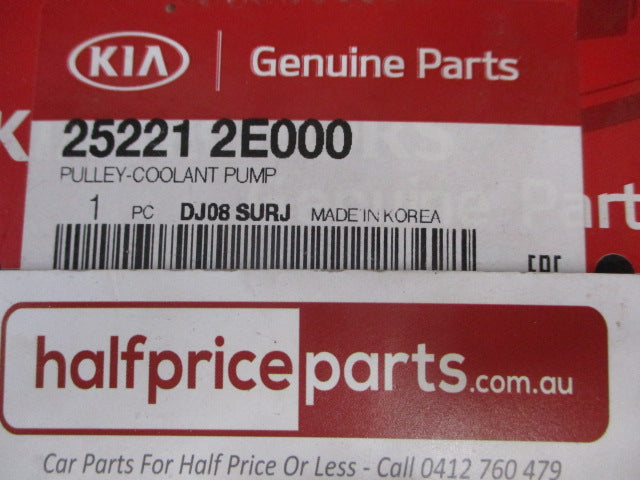 KIA Genuine Parts
25221 2E000
PULLEY-COOLANT PUMP
1 PC DJ08 SURJ MADE IN KOREA
EAC
halfpriceparts.com.au
Car Parts For Half Price Or Less - Call 0412 760 479